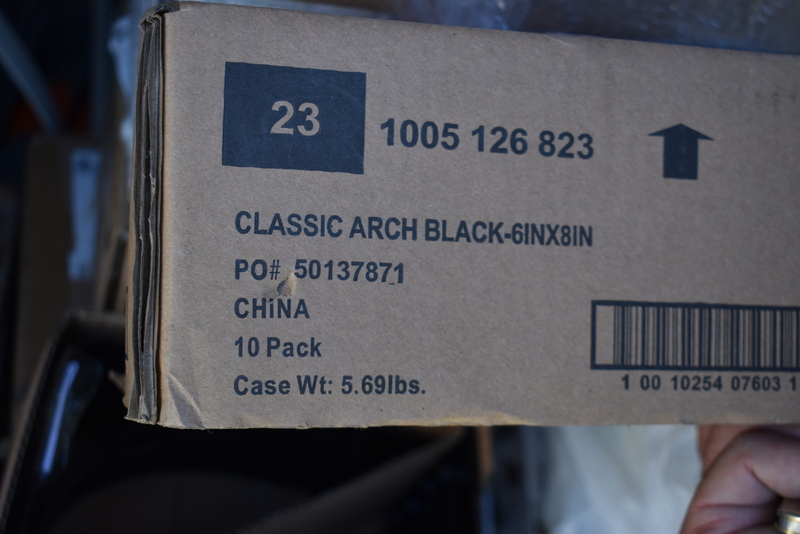 23
1005 126 823
CLASSIC ARCH BLACK-6INX8IN
PO# 50137871
CHiNA
10 Pack
Case Wt: 5.69lbs.
1 00 10254 07603 1